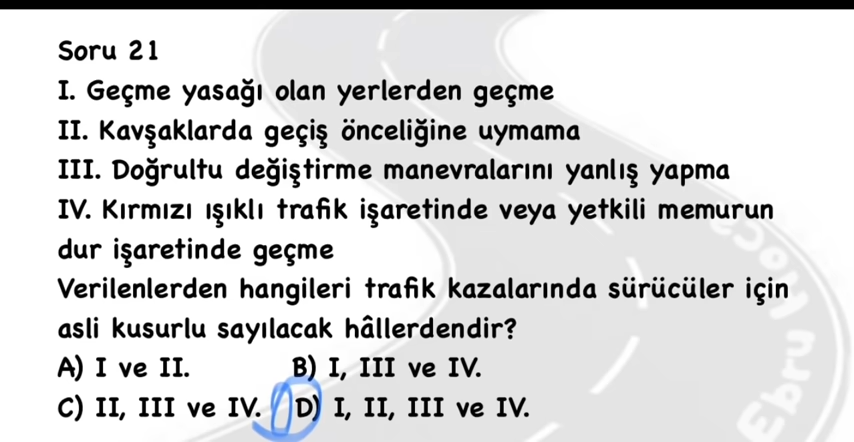 Soru 21
I. Geçme yasağı olan yerlerden geçme
II. Kavşaklarda geçiş önceliğine uymama
III. Doğrultu değiştirme manevralarını yanlış yapma
IV. Kırmızı ışıklı trafik işaretinde veya yetkili memurun
dur işaretinde geçme
Verilenlerden hangileri trafik kazalarında sürücüler için
asli kusurlu sayılacak hâllerdendir?
A) I ve II. B) I, III ve IV.
C) II, III ve IV. D) I, II, III ve IV.
Ebru Hoca